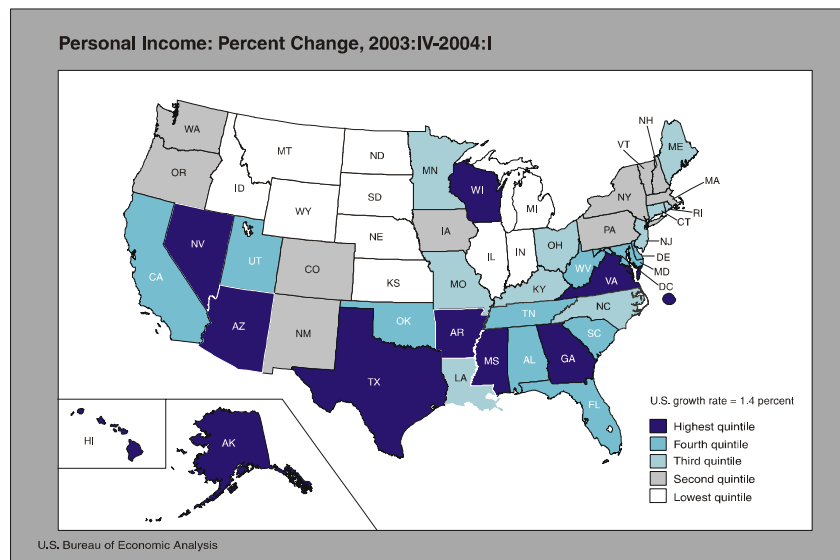 Personal Income: Percent Change, 2003:IV-2004:I
NH
WA
VT
ME
MT
ND
MN
OR
MA
ID
SD
WI
NY
WY
MI
RI
CT
IA
PA
NE
NJ
NV
OH
DE
IL
IN
UT
MD
CA
CO
WV
DC
KS
MO
VA
KY
NC
TN
OK
AZ
NM
AR
SC
MS
AL
GA
TX
LA
FL
U.S. growth rate = 1.4 percent
Highest quintile
HI
AK
Fourth quintile
Third quintile
Second quintile
Lowest quintile
U.S. Bureau of Economic Analysis